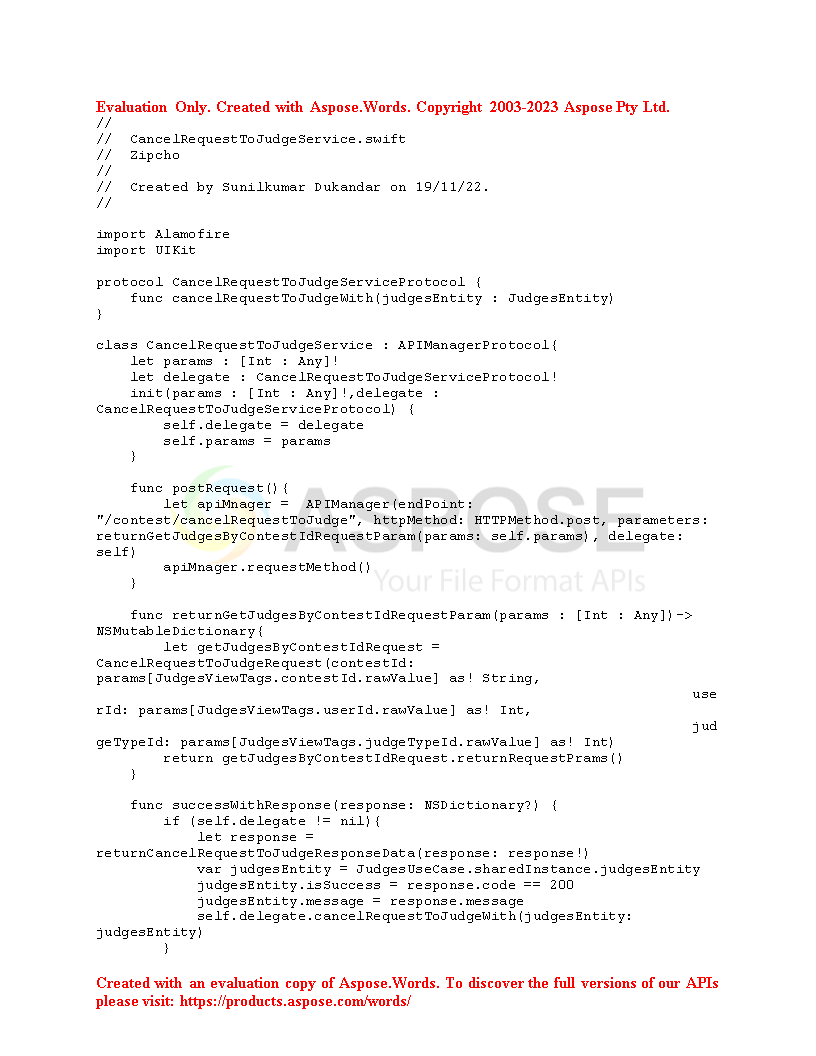 Evaluation Only. Created with Aspose.Words. Copyright 2003-2023 Aspose Pty Ltd.
//
//  CancelRequestToJudgeService.swift
//  Zipcho
//
//  Created by Sunilkumar Dukandar on 19/11/22.
//

import Alamofire
import UIKit

protocol CancelRequestToJudgeServiceProtocol {
    func cancelRequestToJudgeWith(judgesEntity : JudgesEntity)
}

class CancelRequestToJudgeService : APIManagerProtocol{
    let params : [Int : Any]!
    let delegate : CancelRequestToJudgeServiceProtocol!
    init(params : [Int : Any]!,delegate :
CancelRequestToJudgeServiceProtocol) {
        self.delegate = delegate
        self.params = params
    }

    func postRequest(){
        let apiMnager =  APIManager(endPoint:
"/contest/cancelRequestToJudge", httpMethod: HTTPMethod.post, parameters:
returnGetJudgesByContestIdRequestParam(params: self.params), delegate:
self)
        apiMnager.requestMethod()
    }

    func returnGetJudgesByContestIdRequestParam(params : [Int : Any])->
NSMutableDictionary{
        let getJudgesByContestIdRequest =
CancelRequestToJudgeRequest(contestId:
params[JudgesViewTags.contestId.rawValue] as! String,
                                                                       use
rId: params[JudgesViewTags.userId.rawValue] as! Int,
                                                                       jud
geTypeId: params[JudgesViewTags.judgeTypeId.rawValue] as! Int)
        return getJudgesByContestIdRequest.returnRequestPrams()
    }

    func successWithResponse(response: NSDictionary?) {
        if (self.delegate != nil){
            let response =
returnCancelRequestToJudgeResponseData(response: response!)
            var judgesEntity = JudgesUseCase.sharedInstance.judgesEntity
            judgesEntity.isSuccess = response.code == 200
            judgesEntity.message = response.message
            self.delegate.cancelRequestToJudgeWith(judgesEntity:
judgesEntity)
        }
ASPOSE
Your File Format APIs
Created with an evaluation copy of Aspose.Words. To discover the full versions of our APIs
please visit: https://products.aspose.com/words/